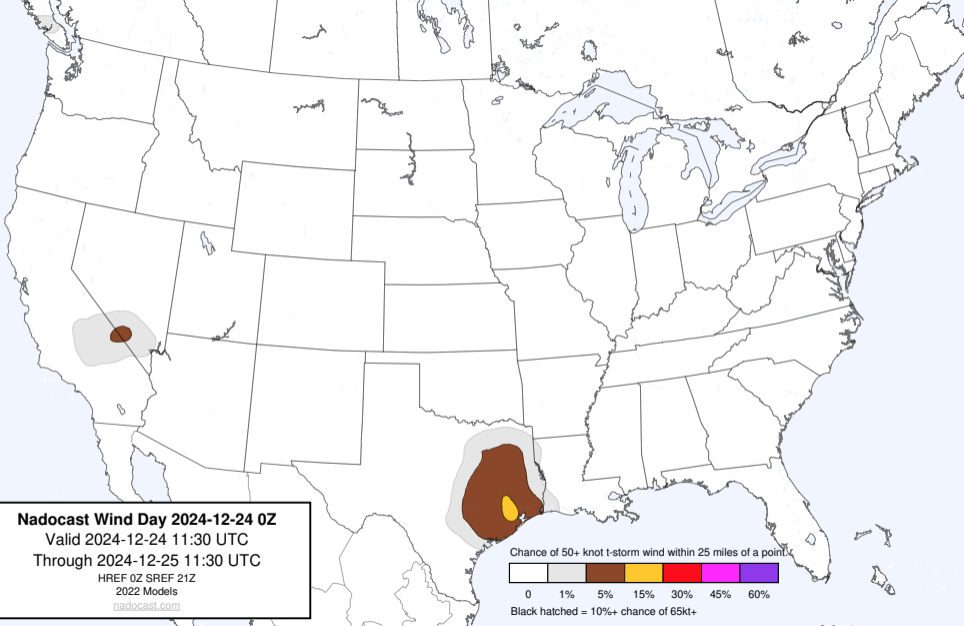 Nadocast Wind Day 2024-12-24 0Z
Valid 2024-12-24 11:30 UTC
Through 2024-12-25 11:30 UTC
HREF 0Z SREF 21Z
2022 Models
nadocast.com
Chance of 50+ knot t-storm wind within 25 miles of a point.
0 1% 5% 15% 30% 45% 60%
Black hatched = 10%+ chance of 65kt+